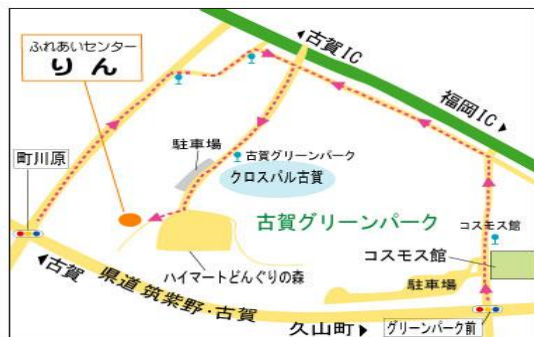 ふれあいセンター
りん
◀古賀IC
福岡IC▶
駐車場
古賀グリーンパーク
クロスパル古賀
町川原
古賀グリーンパーク
コスモス館
コスモス館
駐車場
ハイマートどんぐりの森
◀古賀
県道 筑紫野・古賀
久山町▶
グリーンパーク前